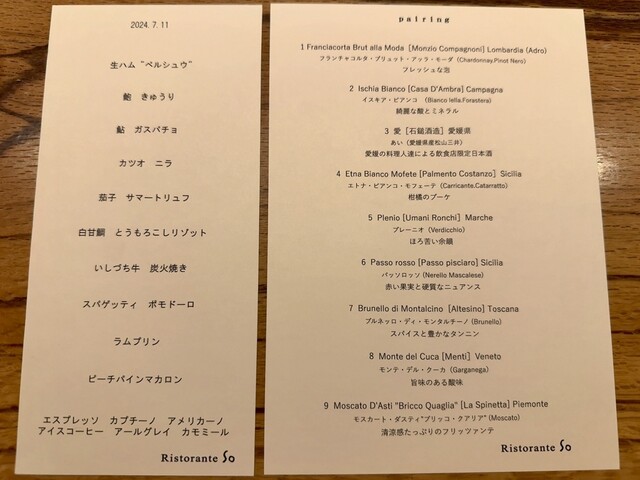 2024. 7. 11
生ハム “ペルシュウ”
鮑 きゅうり
鮎 ガスパチョ
カツオ ニラ
茄子 サマートリュフ
白甘鯛 とうもろこしリゾット
いしづち牛 炭火焼き
スパゲッティ ポモドーロ
ラムプリン
ピーチパインマカロン
エスプレッソ カプチーノ アメリカーノ
アイスコーヒー アールグレイ カモミール
Ristorante So
pairing
1 Franciacorta Brut alla Moda [Monzio Compagnoni] Lombardia (Adro)
フランチャコルタ・ブリュット・アッラ・モーダ (Chardonnay.Pinot Nero)
フレッシュな泡
2 Ischia Bianco [Casa D'Ambra] Campagna
イスキア・ビアンコ (Bianco lella.Forastera)
綺麗な酸とミネラル
3 愛 [石鎚酒造] 愛媛県
あい (愛媛県産松山三井)
愛媛の料理人達による飲食店限定日本酒
4 Etna Bianco Mofete [Palmento Costanzo] Sicilia
エトナ・ビアンコ・モフェーテ (Carricante.Catarratto)
柑橘のブーケ
5 Plenio [Umani Ronchi] Marche
プレーニオ (Verdicchio)
ほろ苦い余韻
6 Passo rosso [Passo pisciaro] Sicilia
パッソロッソ (Nerello Mascalese)
赤い果実と硬質なニュアンス
7 Brunello di Montalcino [Altesino] Toscana
ブルネッロ・ディ・モンタルチーノ (Brunello)
スパイスと豊かなタンニン
8 Monte del Cuca [Menti] Veneto
モンテ・デル・クーカ (Garganega)
旨味のある酸味
9 Moscato D'Asti "Bricco Quaglia" [La Spinetta] Piemonte
モスカート・ダスティ"ブリッコ・クアリア" (Moscato)
清涼感たっぷりのフリッツァンテ
Ristorante So